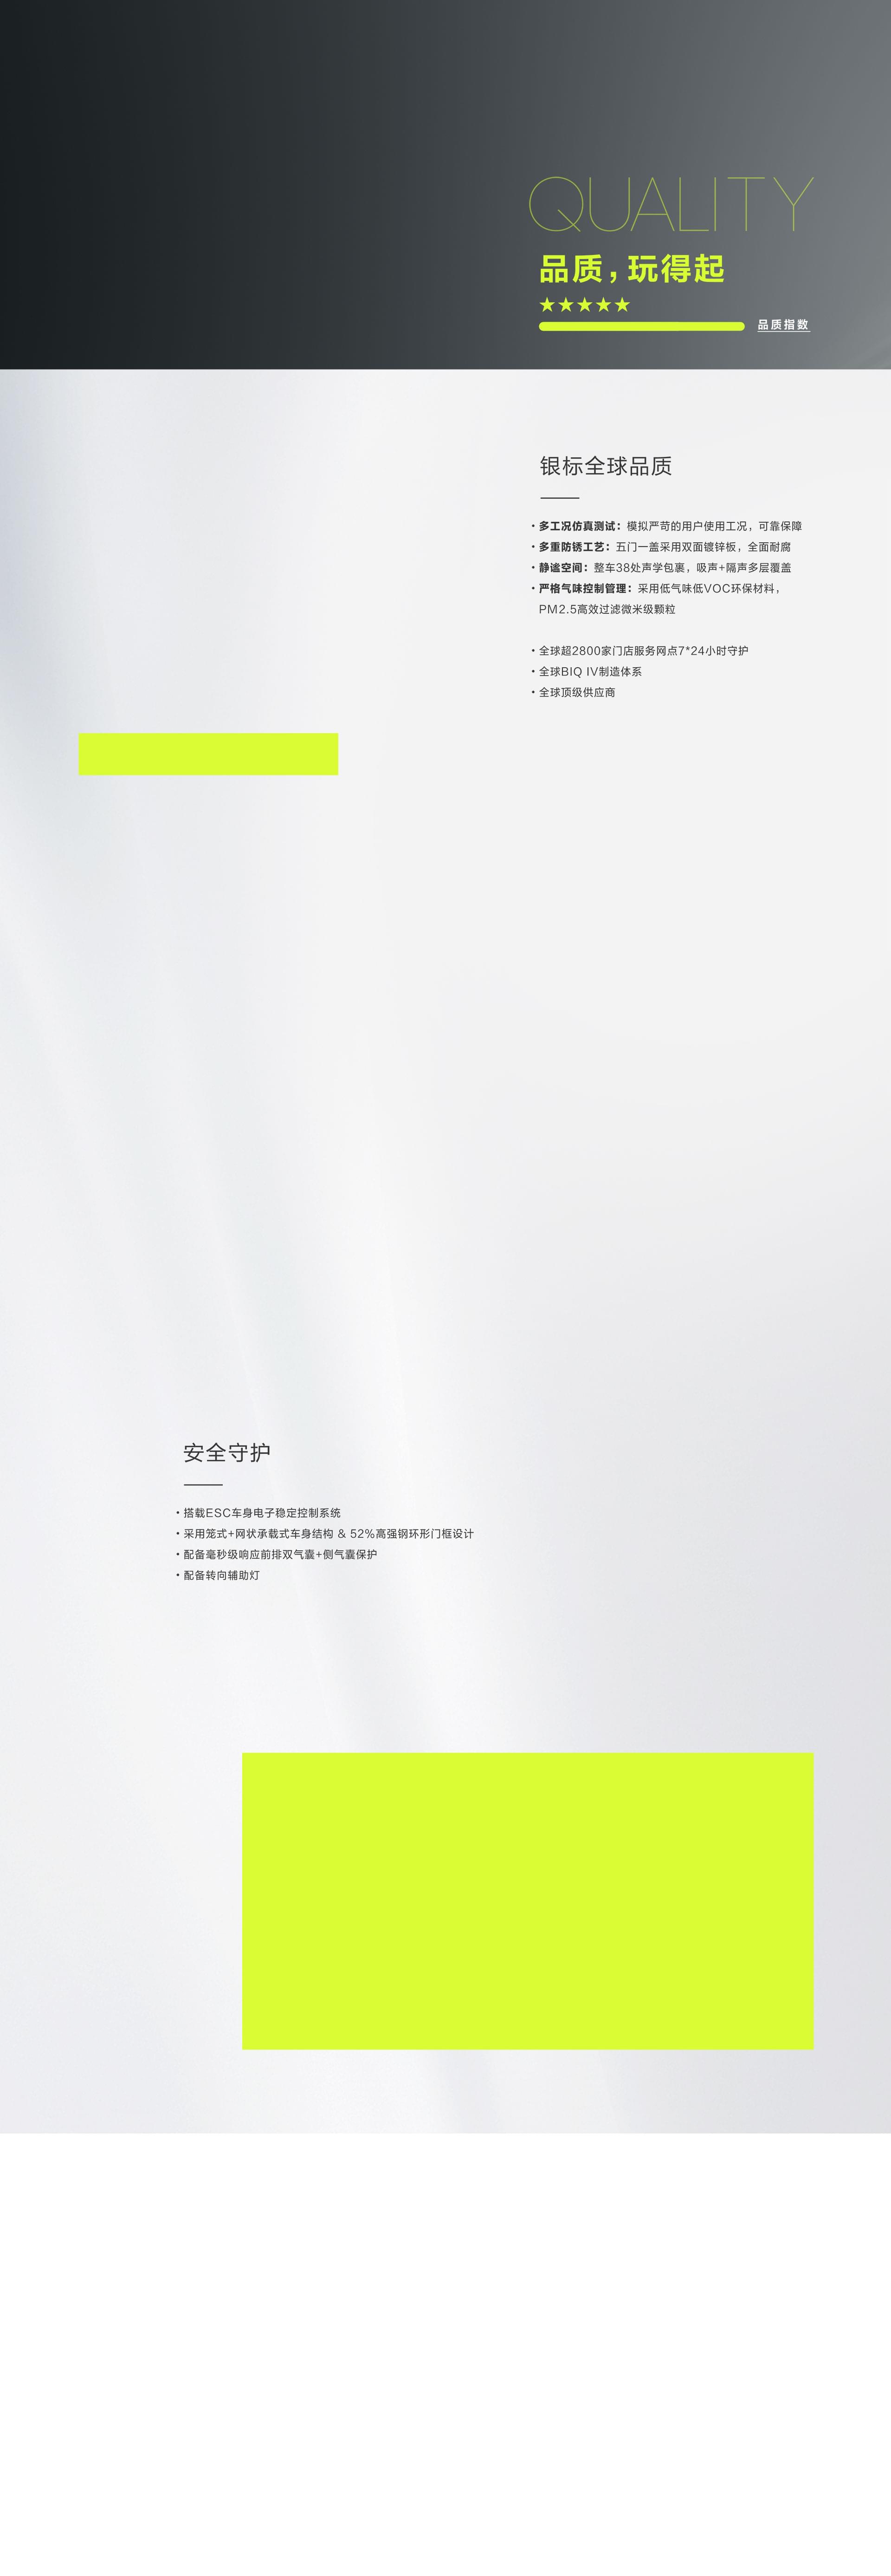 QUALITY
品质，玩得起
★★★★★
品质指数
银标全球品质
• 多工况仿真测试：模拟严苛的用户使用工况，可靠保障
• 多重防锈工艺：五门一盖采用双面镀锌板，全面耐腐
• 静谧空间：整车38处声学包裹，吸声+隔声多层覆盖
• 严格气味控制管理：采用低气味低VOC环保材料，
PM2.5高效过滤微米级颗粒
• 全球超2800家门店服务网点7*24小时守护
• 全球BIQ IV制造体系
• 全球顶级供应商
安全守护
• 搭载ESC车身电子稳定控制系统
• 采用笼式+网状承载式车身结构 & 52%高强钢环形门框设计
• 配备毫秒级响应前排双气囊+侧气囊保护
• 配备转向辅助灯